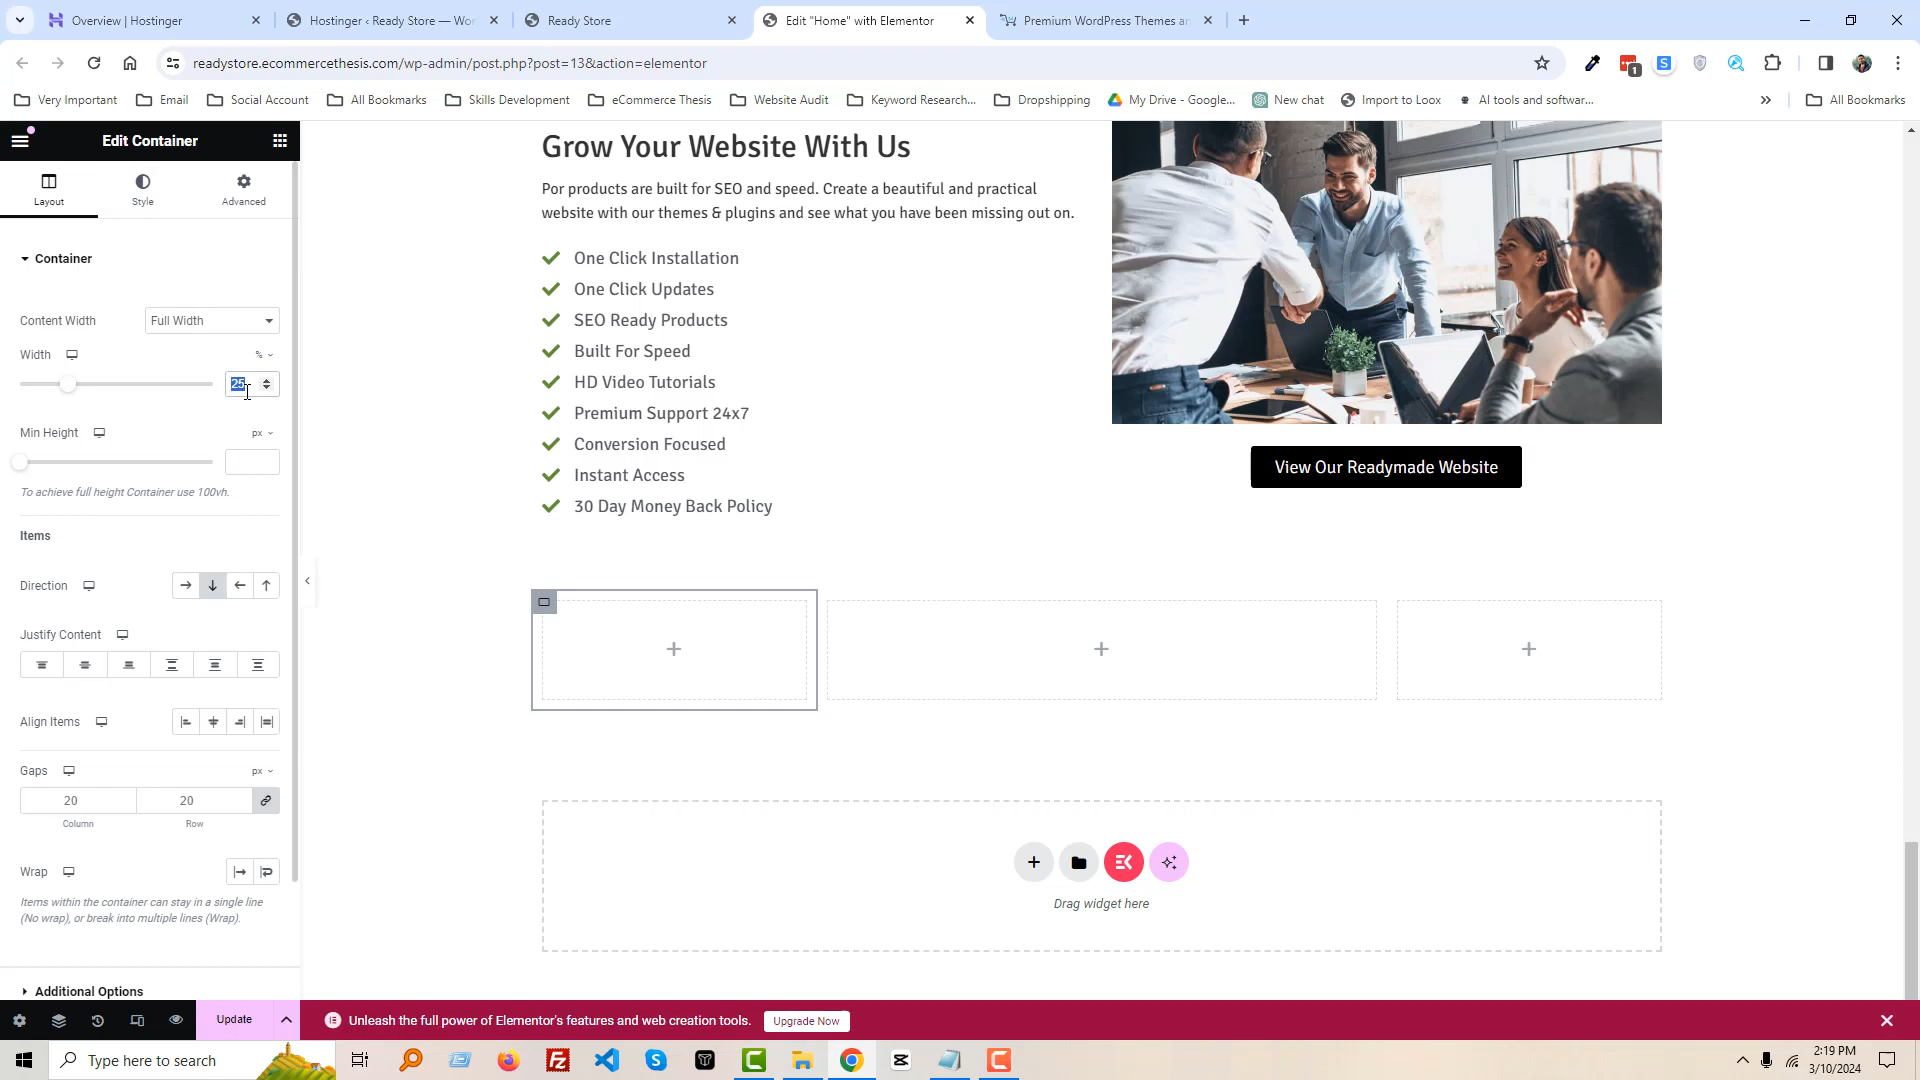 Overview | Hostinger
Hostinger ‹ Ready Store — Wor
Ready Store
Edit "Home" with Elementor
Premium WordPress Themes an
readystore.ecommercethesis.com/wp-admin/post.php?post=13&action=elementor
1
Very Important
Email
Social Account
All Bookmarks
Skills Development
eCommerce Thesis
Website Audit
Keyword Research...
Dropshipping
My Drive - Google...
New chat
Import to Loox
AI tools and softwar...
All Bookmarks
Edit Container
Layout
Style
Advanced
Container
Content Width
Full Width
Width
%
25
Min Height
px
To achieve full height Container use 100vh.
Items
Direction
Justify Content
Align Items
Gaps
px
20
20
Column
Row
Wrap
Items within the container can stay in a single line
(No wrap), or break into multiple lines (Wrap).
Additional Options
Update
Grow Your Website With Us
Por products are built for SEO and speed. Create a beautiful and practical
website with our themes & plugins and see what you have been missing out on.
One Click Installation
One Click Updates
SEO Ready Products
Built For Speed
HD Video Tutorials
Premium Support 24x7
Conversion Focused
Instant Access
30 Day Money Back Policy
View Our Readymade Website
Drag widget here
Unleash the full power of Elementor's features and web creation tools.
Upgrade Now
Type here to search
2:19 PM
3/10/2024